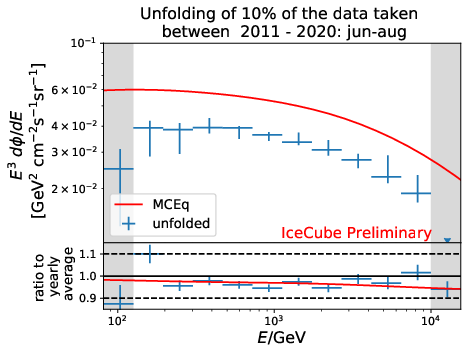 Unfolding of 10% of the data taken
between 2011 - 2020: jun-aug
10⁻¹
6 × 10⁻²
4 × 10⁻²
3 × 10⁻²
2 × 10⁻²
E³ dϕ/dE
[GeV² cm⁻²s⁻¹sr⁻¹]
MCEq
unfolded
IceCube Preliminary
1.1
1.0
0.9
ratio to
yearly
average
10² 10³ 10⁴
E/GeV